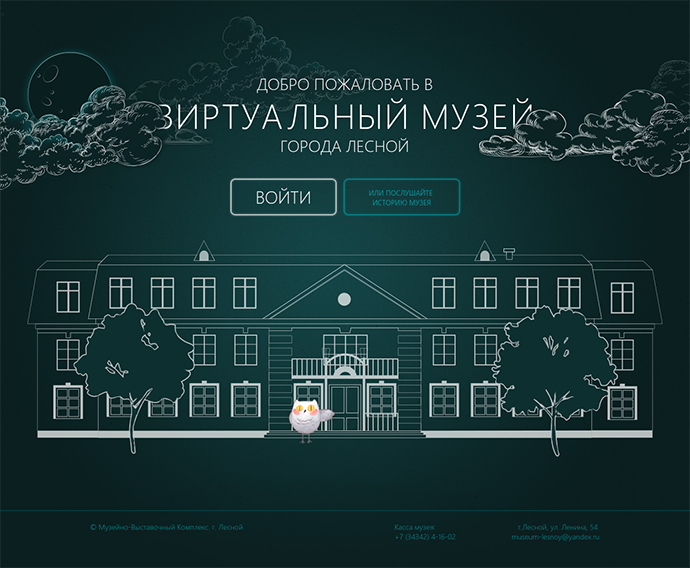 ДОБРО ПОЖАЛОВАТЬ В
ВИРТУАЛЬНЫЙ МУЗЕЙ
ГОРОДА ЛЕСНОЙ
ВОЙТИ
ИЛИ ПОСЛУШАЙТЕ
ИСТОРИЮ МУЗЕЯ
© Музейно-Выставочный Комплекс. г. Лесной
Касса музея:
+7 (34342) 4-16-02
г.Лесной, ул. Ленина, 54
museum-lesnoy@yandex.ru